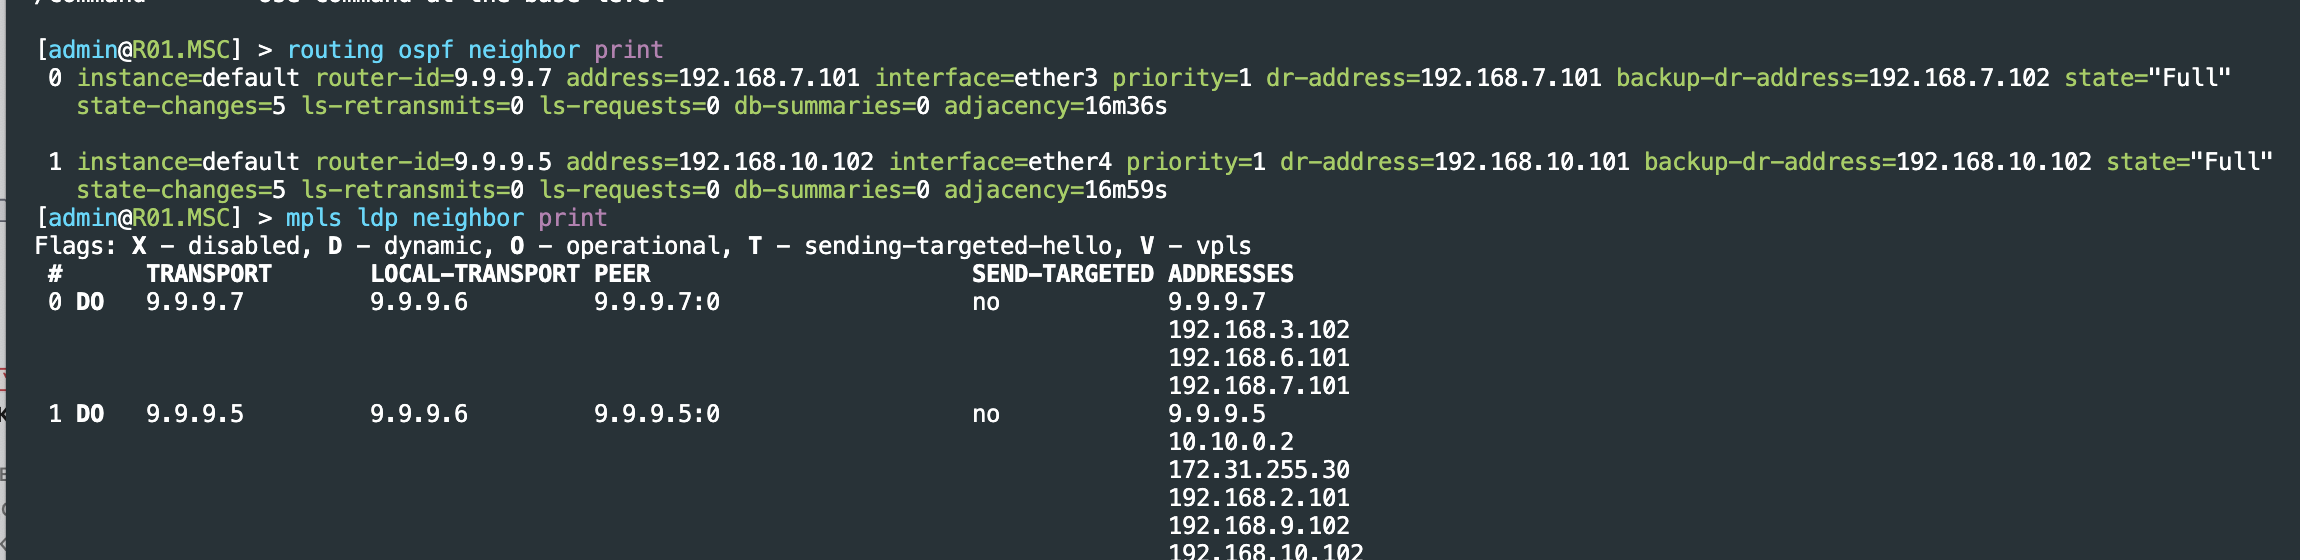 /command        Use command at the base level
[admin@R01.MSC] > routing ospf neighbor print
0 instance=default router-id=9.9.9.7 address=192.168.7.101 interface=ether3 priority=1 dr-address=192.168.7.101 backup-dr-address=192.168.7.102 state="Full"
state-changes=5 ls-retransmits=0 ls-requests=0 db-summaries=0 adjacency=16m36s
1 instance=default router-id=9.9.9.5 address=192.168.10.102 interface=ether4 priority=1 dr-address=192.168.10.101 backup-dr-address=192.168.10.102 state="Full"
state-changes=5 ls-retransmits=0 ls-requests=0 db-summaries=0 adjacency=16m59s
[admin@R01.MSC] > mpls ldp neighbor print
Flags: X – disabled, D – dynamic, O – operational, T – sending-targeted-hello, V – vpls
# TRANSPORT LOCAL-TRANSPORT PEER SEND-TARGETED ADDRESSES
0 DO 9.9.9.7 9.9.9.6 9.9.9.7:0 no 9.9.9.7
192.168.3.102
192.168.6.101
192.168.7.101
1 DO 9.9.9.5 9.9.9.6 9.9.9.5:0 no 9.9.9.5
10.10.0.2
172.31.255.30
192.168.2.101
192.168.9.102
192.168.10.102